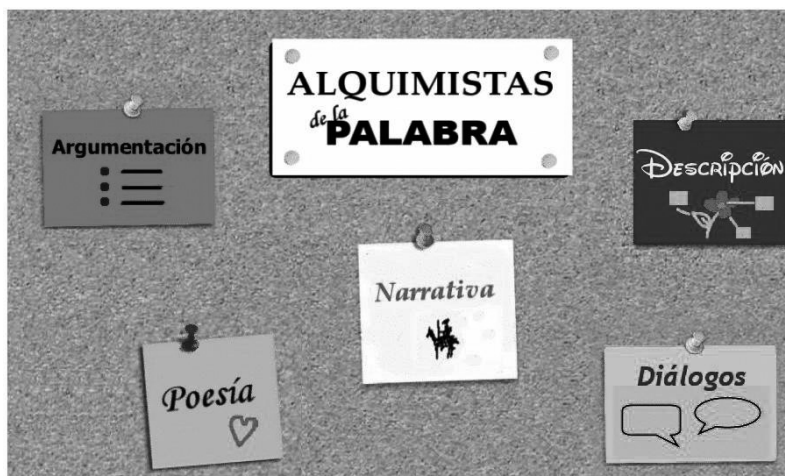 ALQUIMISTAS
de la PALABRA
Argumentación
DESCRIPCIÓN
Narrativa
Poesía
Diálogos